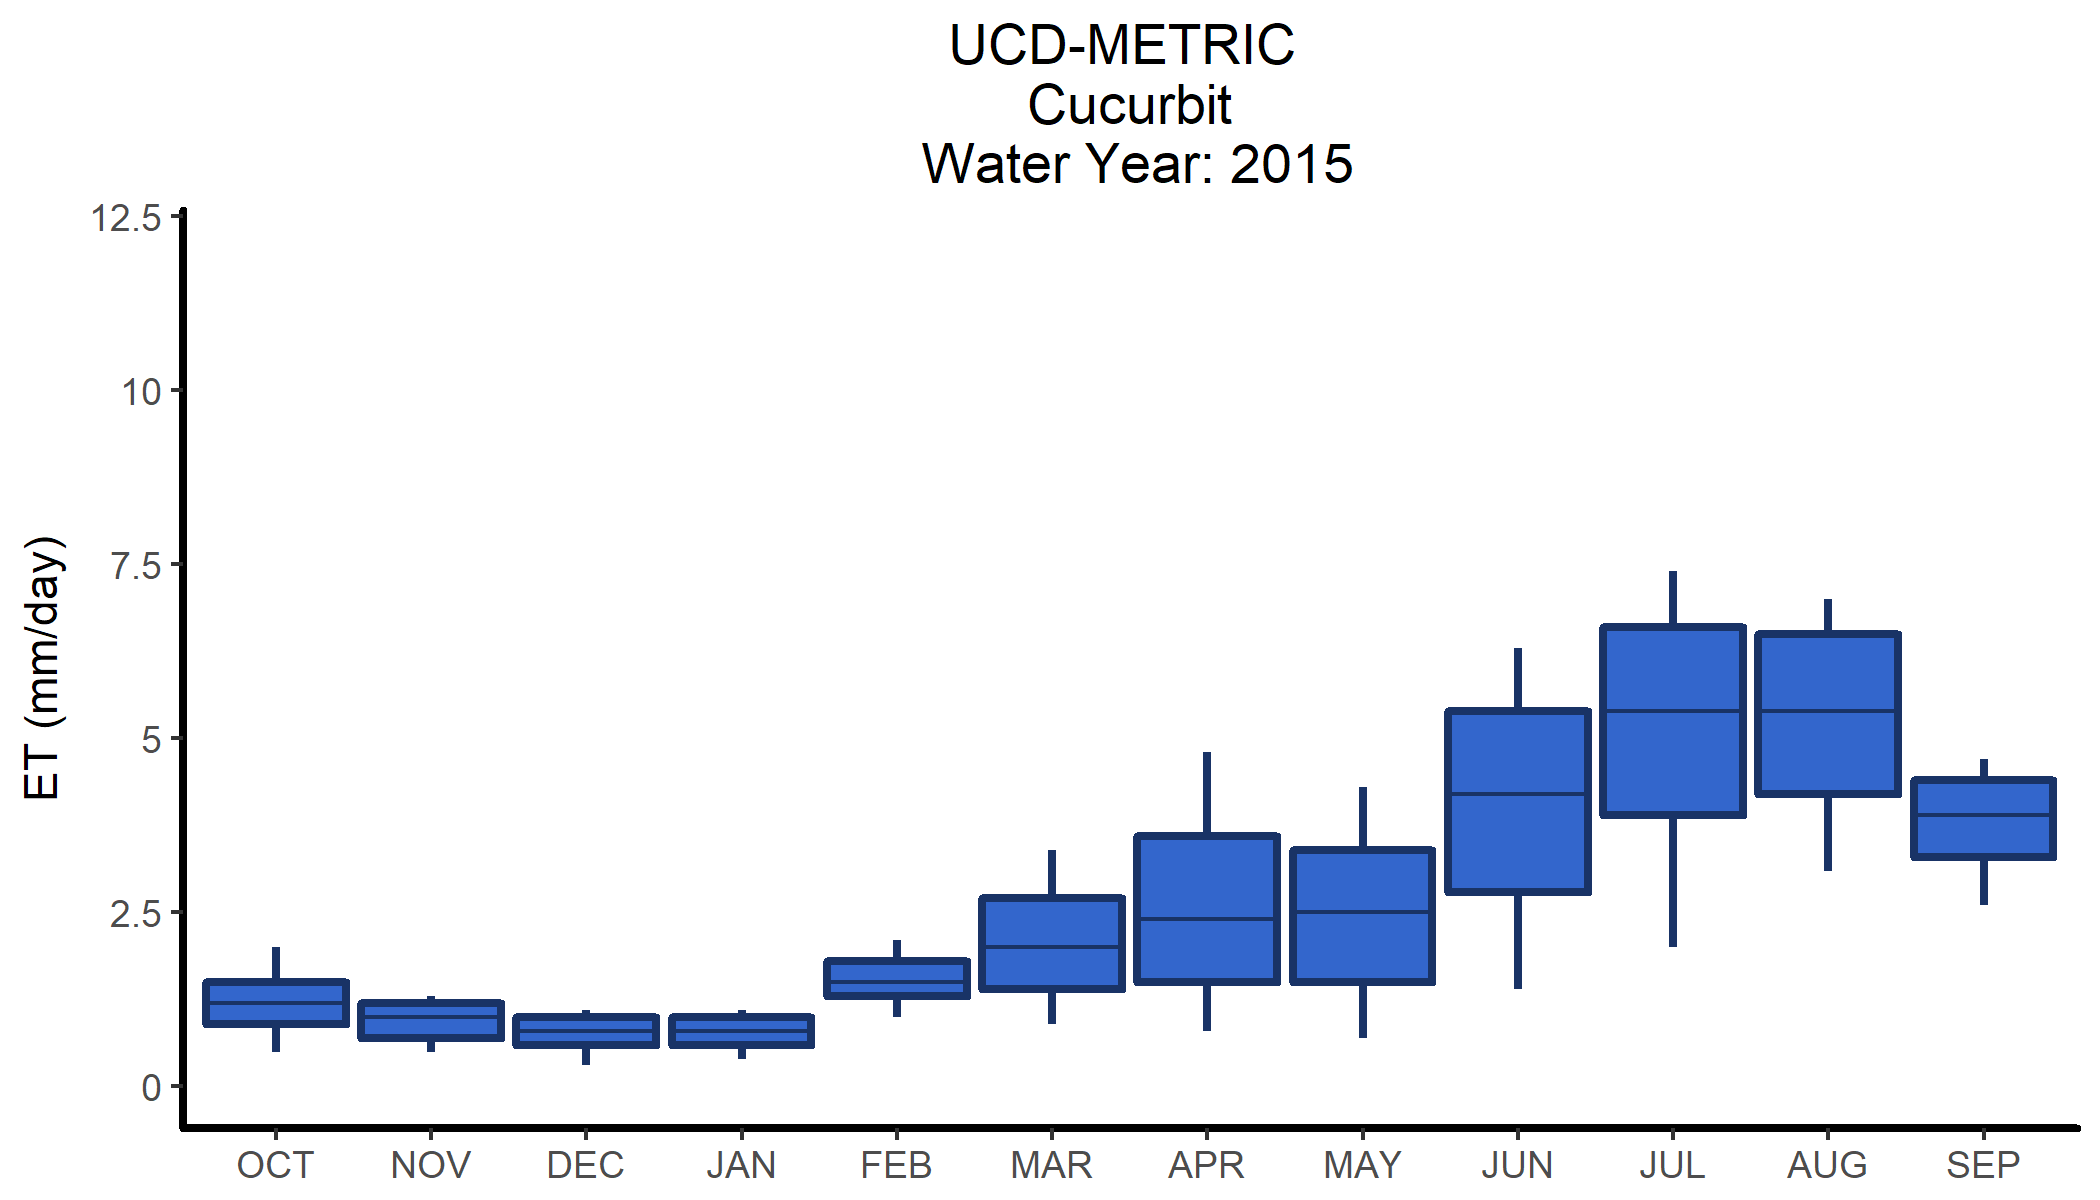 UCD-METRIC
Cucurbit
Water Year: 2015
12.5
10
7.5
5
2.5
0
ET (mm/day)
OCT NOV DEC JAN FEB MAR APR MAY JUN JUL AUG SEP